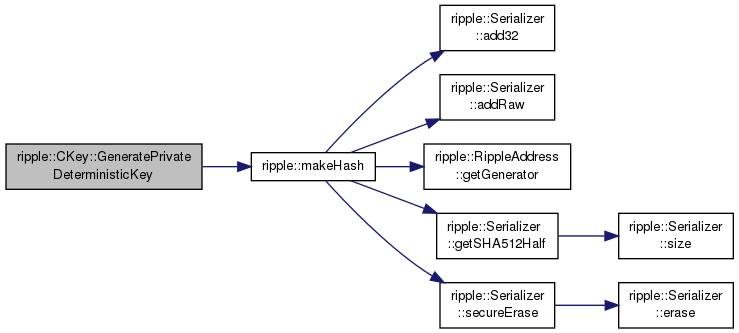 ripple::CKey::GeneratePrivate
DeterministicKey
ripple::makeHash
ripple::Serializer
::add32
ripple::Serializer
::addRaw
ripple::RippleAddress
::getGenerator
ripple::Serializer
::getSHA512Half
ripple::Serializer
::size
ripple::Serializer
::secureErase
ripple::Serializer
::erase